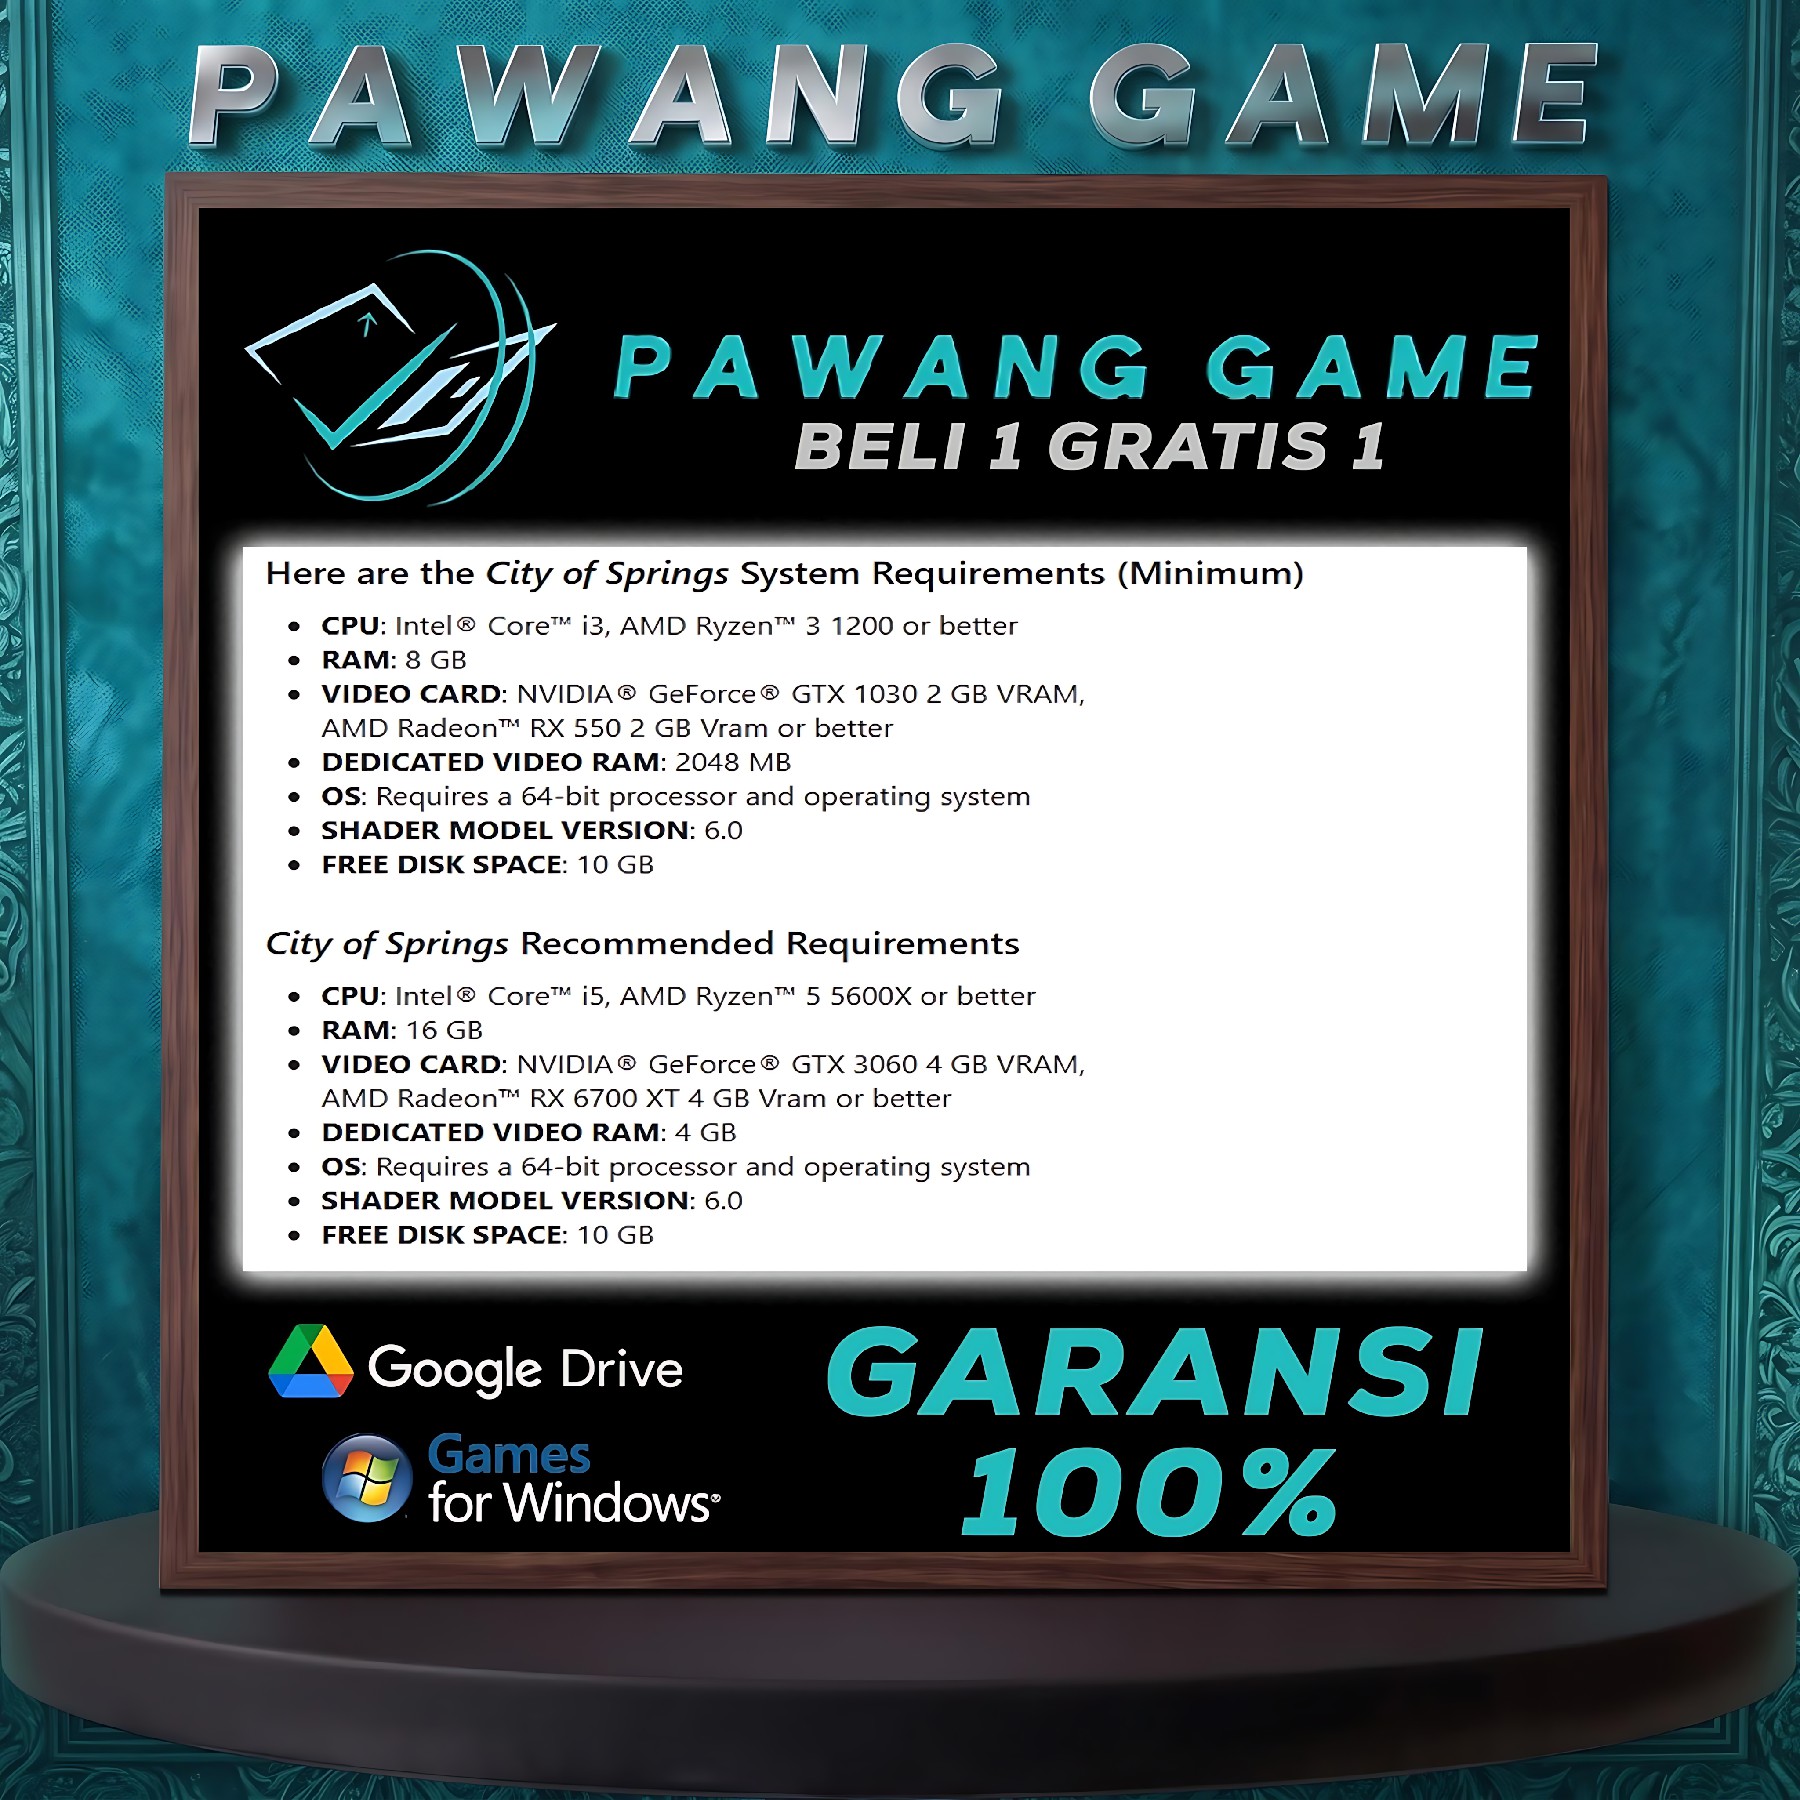 PAWANG GAME
PAWANG GAME
BELI 1 GRATIS 1
Here are the City of Springs System Requirements (Minimum)
• CPU: Intel® Core™ i3, AMD Ryzen™ 3 1200 or better
• RAM: 8 GB
• VIDEO CARD: NVIDIA® GeForce® GTX 1030 2 GB VRAM,
AMD Radeon™ RX 550 2 GB Vram or better
• DEDICATED VIDEO RAM: 2048 MB
• OS: Requires a 64-bit processor and operating system
• SHADER MODEL VERSION: 6.0
• FREE DISK SPACE: 10 GB
City of Springs Recommended Requirements
• CPU: Intel® Core™ i5, AMD Ryzen™ 5 5600X or better
• RAM: 16 GB
• VIDEO CARD: NVIDIA® GeForce® GTX 3060 4 GB VRAM,
AMD Radeon™ RX 6700 XT 4 GB Vram or better
• DEDICATED VIDEO RAM: 4 GB
• OS: Requires a 64-bit processor and operating system
• SHADER MODEL VERSION: 6.0
• FREE DISK SPACE: 10 GB
Google Drive
Games
for Windows®
GARANSI
100%